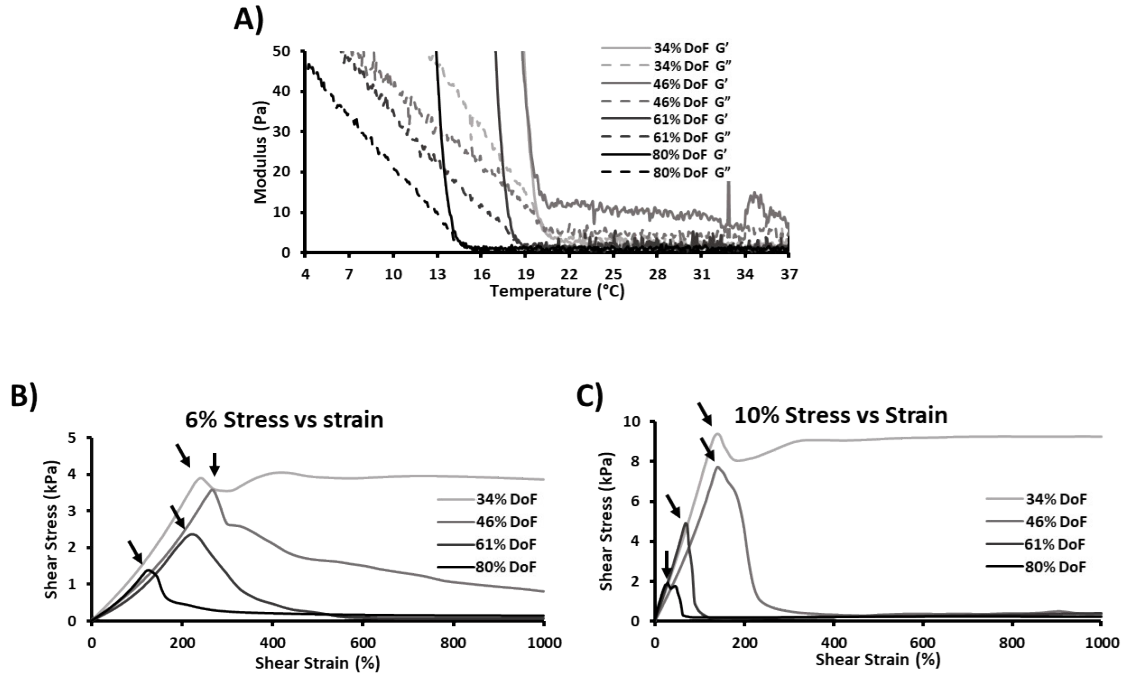 A)
50
40
30
20
10
0
Modulus (Pa)
34% DoF G’
34% DoF G”
46% DoF G’
46% DoF G”
61% DoF G’
61% DoF G”
80% DoF G’
80% DoF G”
4 7 10 13 16 19 22 25 28 31 34 37
Temperature (°C)
B)
6% Stress vs strain
5
4
3
2
1
0
Shear Stress (kPa)
34% DoF
46% DoF
61% DoF
80% DoF
0 200 400 600 800 1000
Shear Strain (%)
C)
10% Stress vs Strain
10
8
6
4
2
0
Shear Stress (kPa)
34% DoF
46% DoF
61% DoF
80% DoF
0 200 400 600 800 1000
Shear Strain (%)